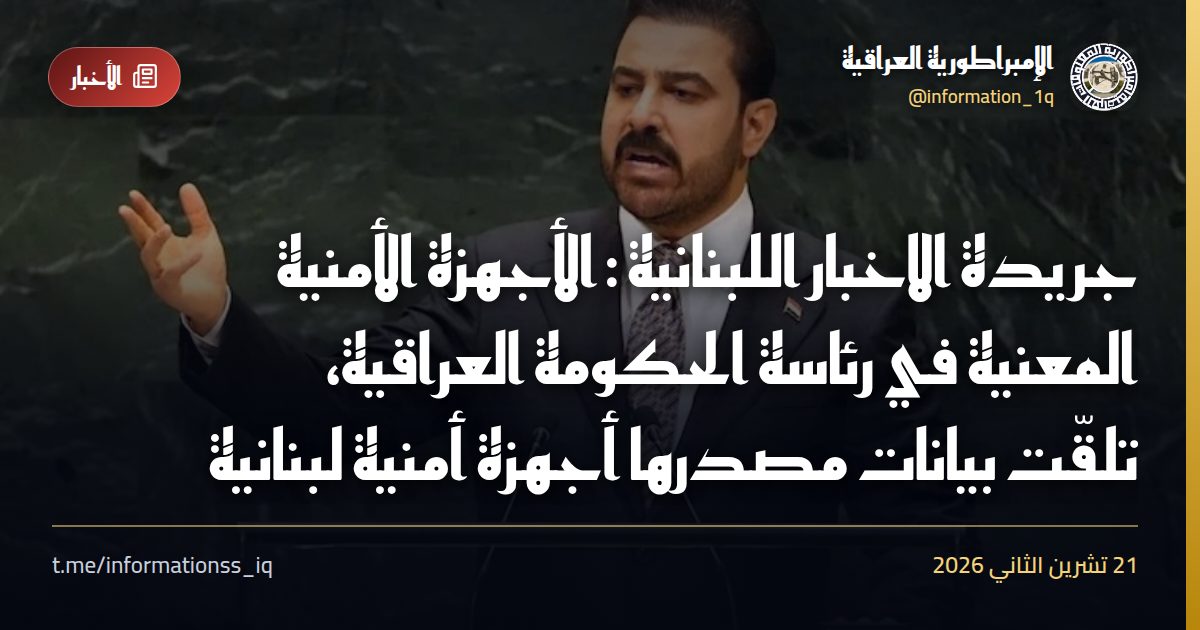 الإمبراطورية العراقية
@information_1q
الأخبار
جريدة الاخبار اللبنانية : الأجهزة الأمنية
المعنية في رئاسة الحكومة العراقية،
تلقّت بيانات مصدرها أجهزة أمنية لبنانية
21 تشرين الثاني 2026
t.me/informationss_iq